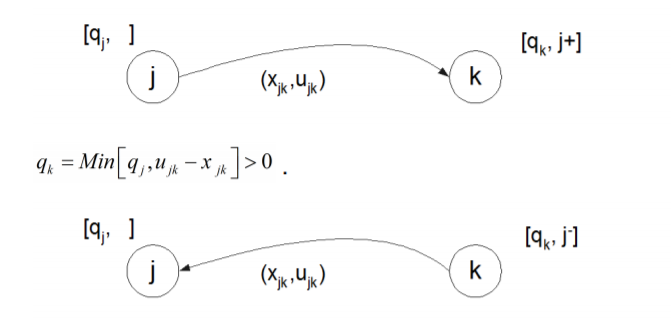 [qj, ]
[qk, j+]
j
(xjk,ujk)
k
qk = Min[qj, ujk − xjk] > 0 .
[qj, ]
[qk, j-]
j
(xjk,ujk)
k